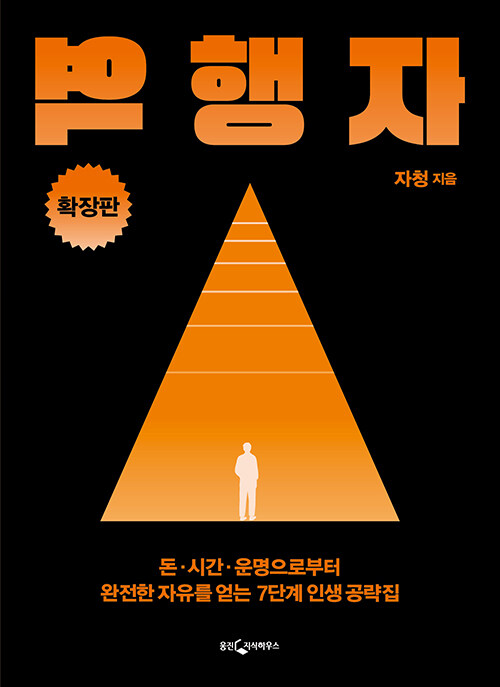 역행자
자청 지음
확장판
돈·시간·운명으로부터
완전한 자유를 얻는 7단계 인생 공략집
웅진지식하우스